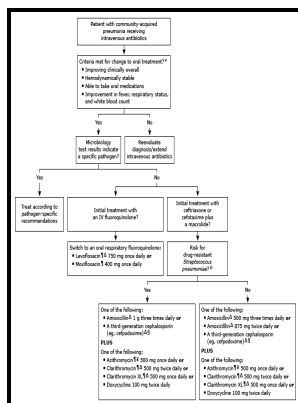 Patient with community-acquired
pneumonia receiving
intravenous antibiotics
Criteria met for change to oral treatment?*
• Improving clinically overall
• Hemodynamically stable
• Able to take oral medications
• Improvement in fever, respiratory status,
and white blood count
Yes
No
Microbiology
test results indicate
a specific pathogen?
Reevaluate
diagnosis/extend
intravenous antibiotics
Yes
No
Treat according to
pathogen-specific
recommendations
Initial treatment with
an IV fluoroquinolone?
Initial treatment with
ceftriaxone or
cefotaxime plus
a macrolide?
Switch to an oral respiratory fluoroquinolone:
• Levofloxacin¶Δ 750 mg once daily or
• Moxifloxacin¶ 400 mg once daily
Risk for
drug-resistant
Streptococcus
pneumoniae?◊
Yes
No
One of the following:
• AmoxicillinΔ 1 g three times daily or
• A third-generation cephalosporin
(eg, cefpodoxime)Δ§
PLUS
One of the following:
• Azithromycin¶ 500 mg once daily or
• Clarithromycin¶Δ 500 mg twice daily or
• Clarithromycin XL¶Δ 500 mg once daily or
• Doxycycline 100 mg twice daily
One of the following:
• AmoxicillinΔ 500 mg three times daily or
• AmoxicillinΔ 875 mg twice daily or
• A third-generation cephalosporin
(eg, cefpodoxime)Δ§
PLUS
One of the following:
• Azithromycin¶ 500 mg once daily or
• Clarithromycin¶Δ 500 mg twice daily or
• Clarithromycin XL¶Δ 500 mg once daily or
• Doxycycline 100 mg twice daily